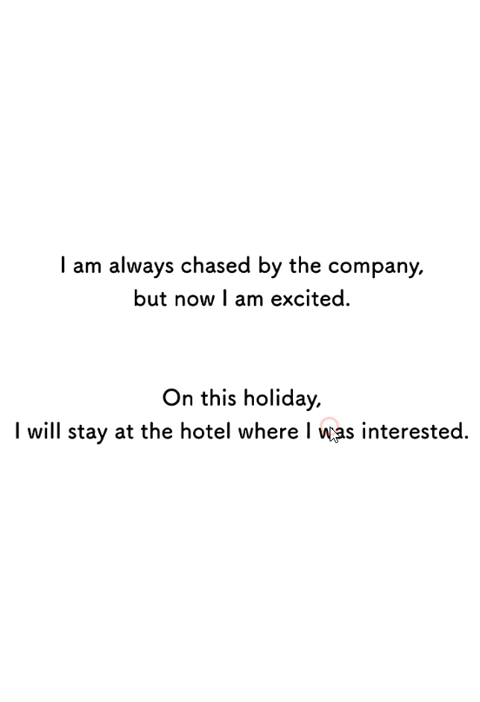 I am always chased by the company,
but now I am excited.
On this holiday,
I will stay at the hotel where I was interested.